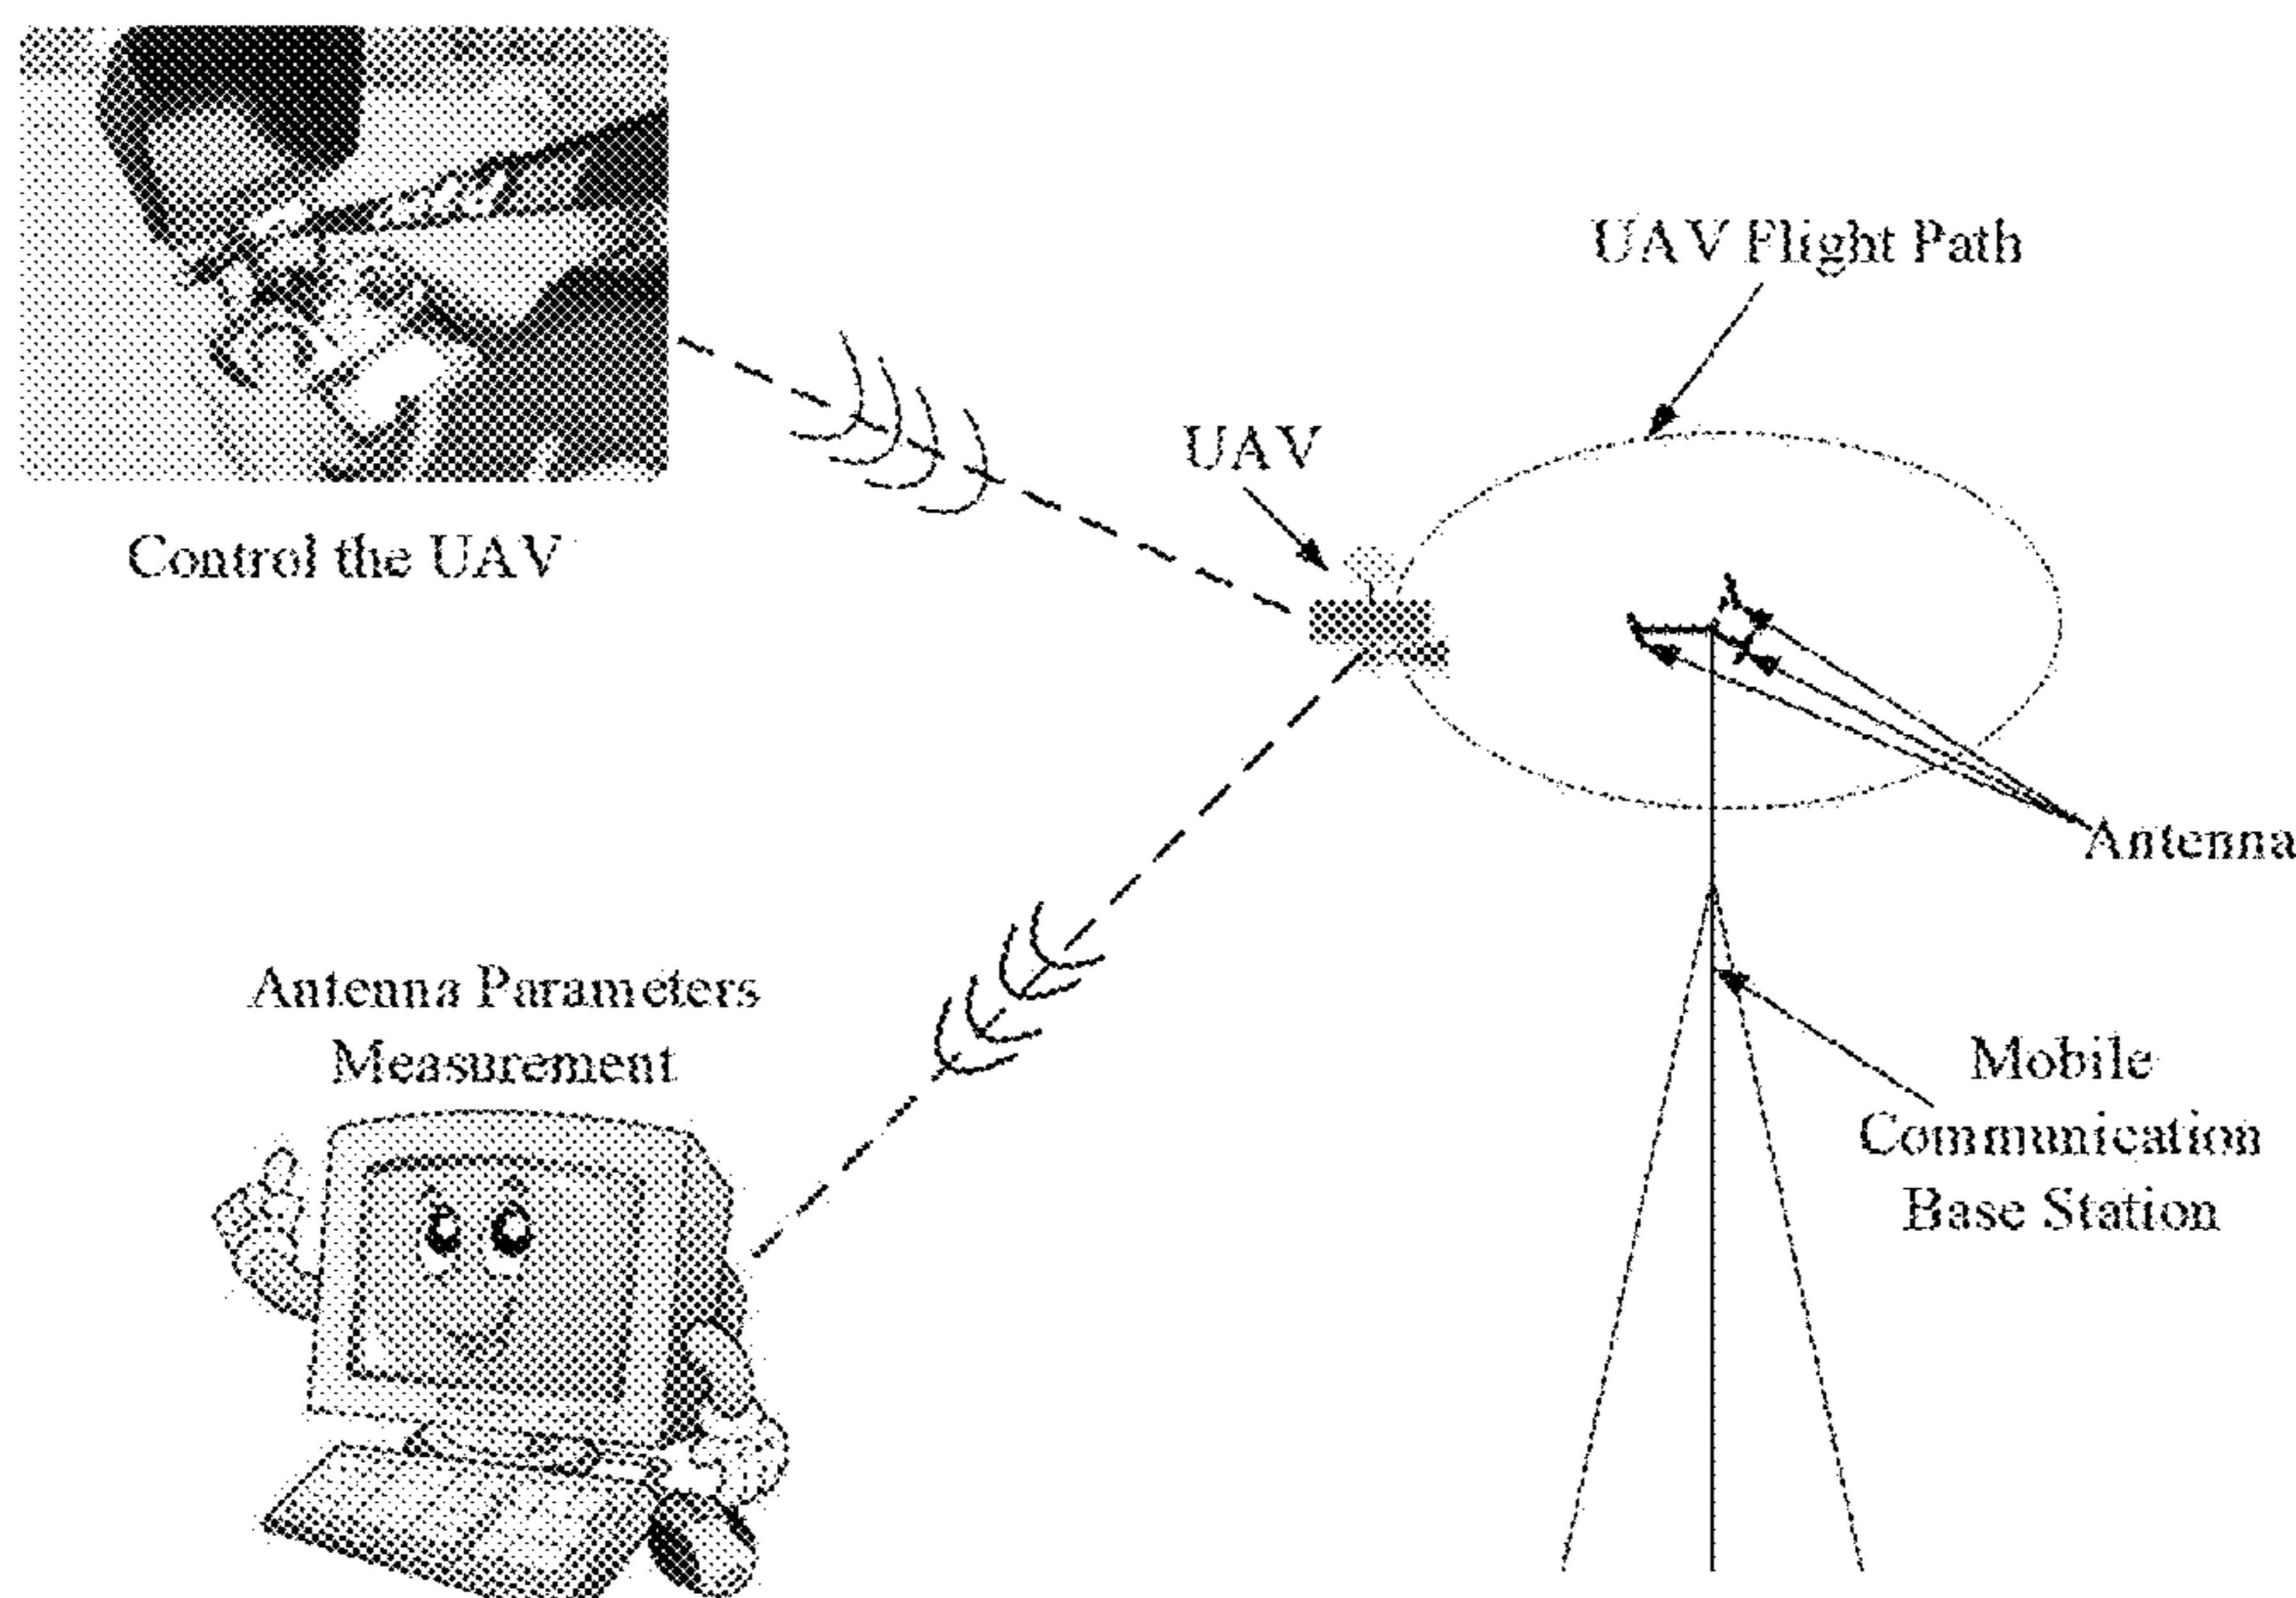 UAV Flight Path
UAV
Control the UAV
Antenna
Antenna Parameters
Measurement
Mobile
Communication
Base Station